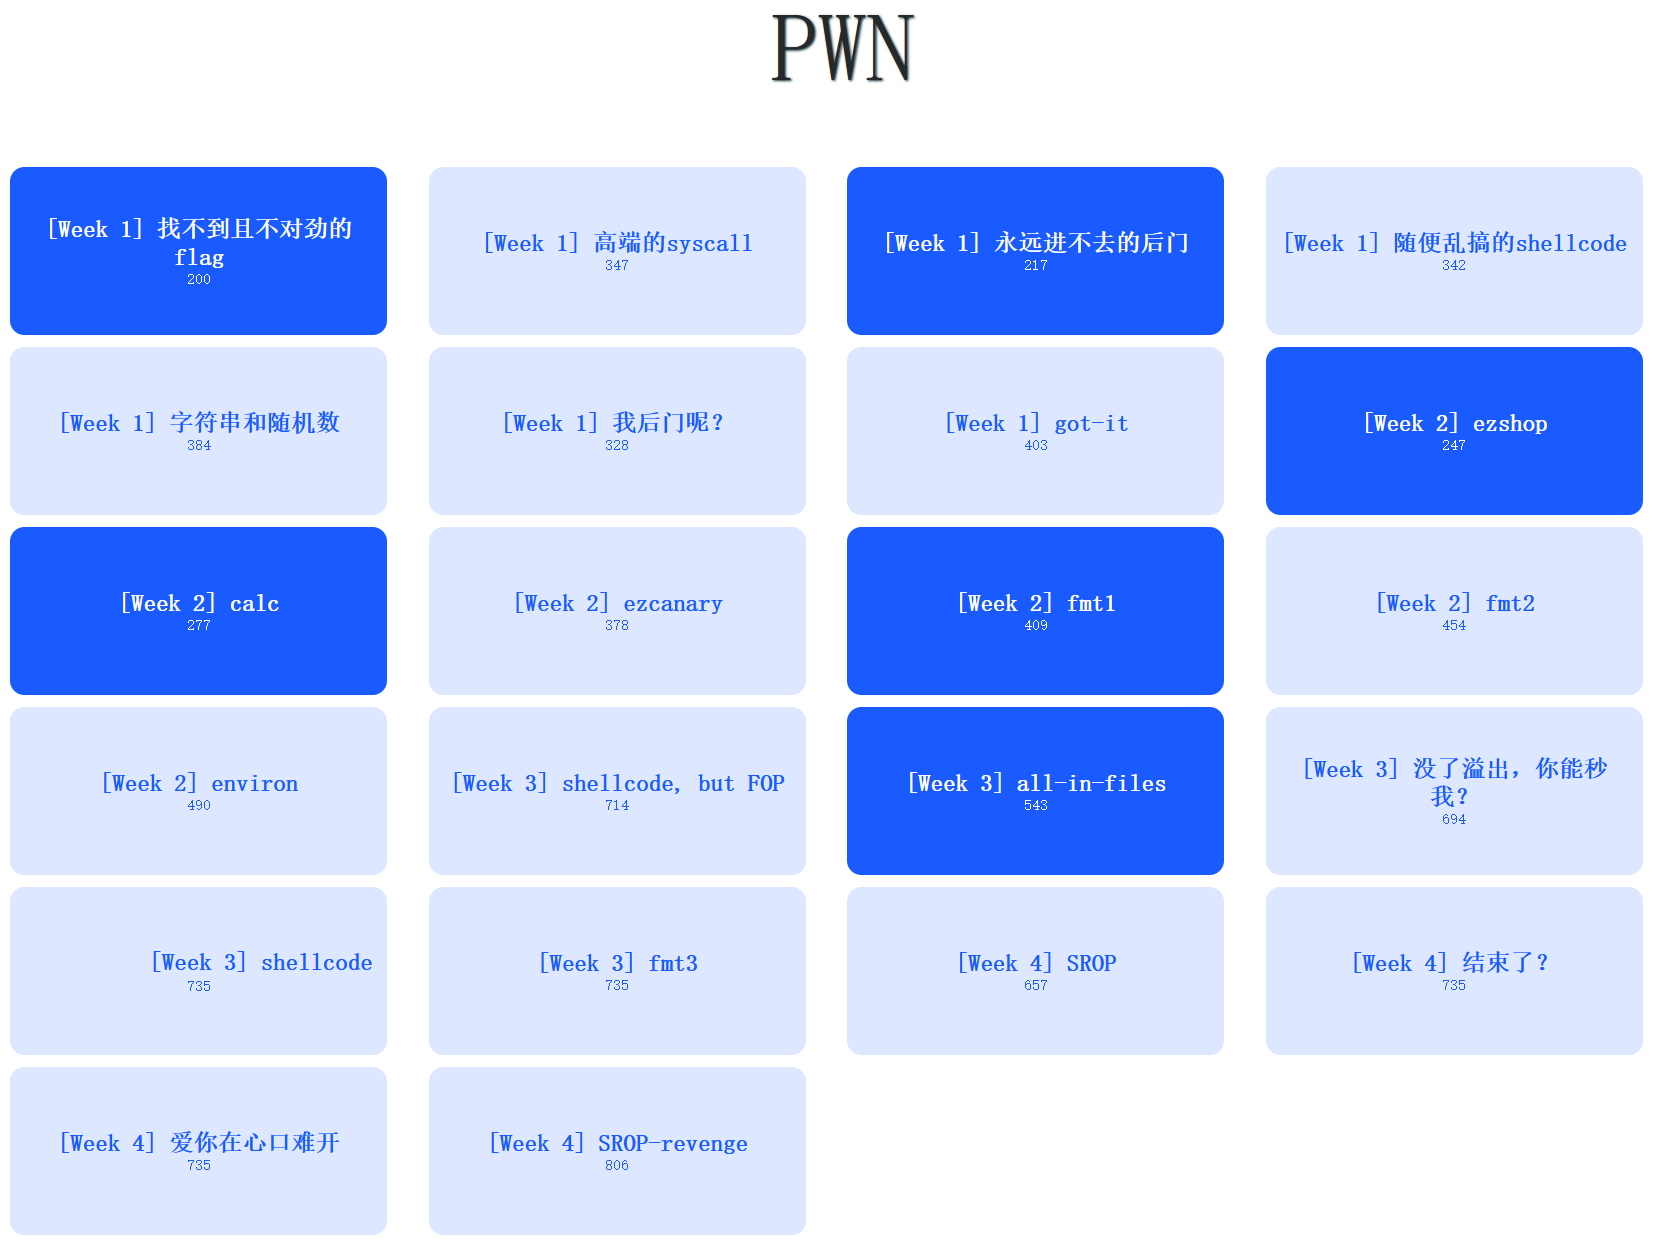 PWN
[Week 1] 找不到且不对劲的
flag
200
[Week 1] 高端的syscall
347
[Week 1] 永远进不去的后门
217
[Week 1] 随便乱搞的shellcode
342
[Week 1] 字符串和随机数
384
[Week 1] 我后门呢？
328
[Week 1] got-it
403
[Week 2] ezshop
247
[Week 2] calc
277
[Week 2] ezcanary
378
[Week 2] fmt1
409
[Week 2] fmt2
454
[Week 2] environ
490
[Week 3] shellcode, but FOP
714
[Week 3] all-in-files
543
[Week 3] 没了溢出，你能秒
我？
694
[Week 3] shellcode
735
[Week 3] fmt3
735
[Week 4] SROP
657
[Week 4] 结束了？
735
[Week 4] 爱你在心口难开
735
[Week 4] SROP-revenge
806